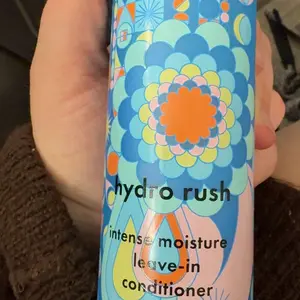 hydro rush
intense moisture
leave-in
conditioner